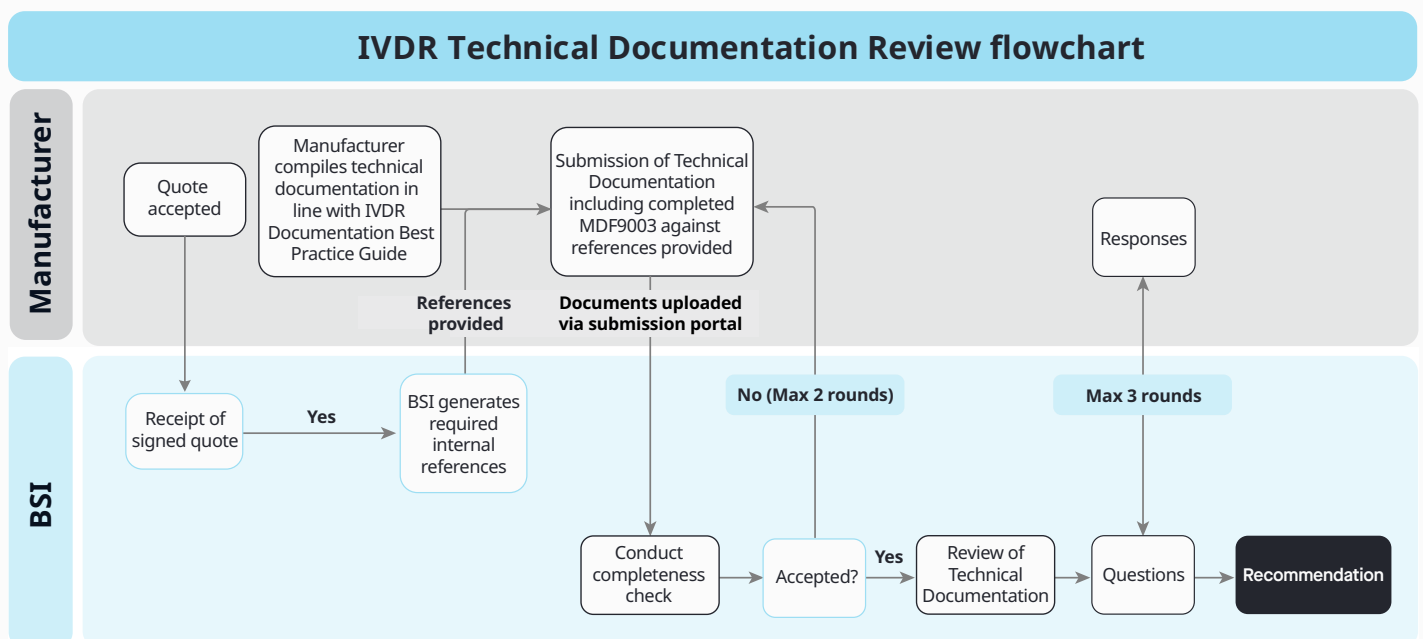 IVDR Technical Documentation Review flowchart
Manufacturer
Quote
accepted
Manufacturer
compiles technical
documentation in
line with IVDR
Documentation Best
Practice Guide
Submission of Technical
Documentation
including completed
MDF9003 against
references provided
Responses
References
provided
Documents uploaded
via submission portal
BSI
Receipt of
signed quote
Yes
BSI generates
required
internal
references
No (Max 2 rounds)
Max 3 rounds
Conduct
completeness
check
Accepted?
Yes
Review of
Technical
Documentation
Questions
Recommendation